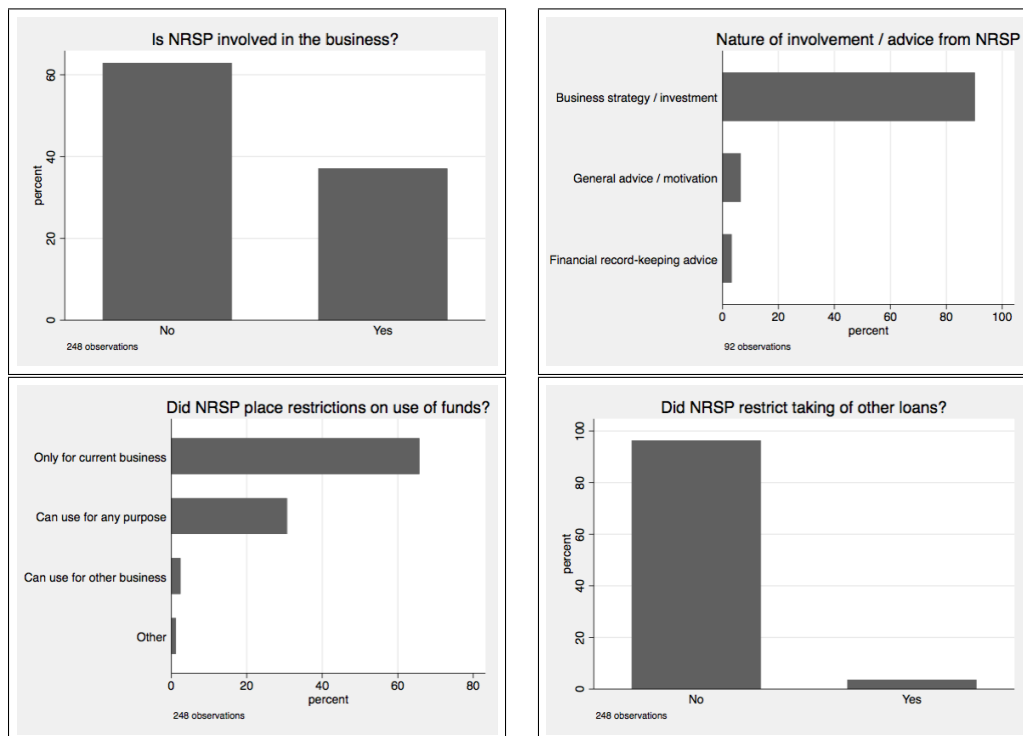 Is NRSP involved in the business?
percent
60
40
20
0
No Yes
248 observations
Nature of involvement / advice from NRSP
Business strategy / investment
General advice / motivation
Financial record-keeping advice
0 20 40 60 80 100
percent
92 observations
Did NRSP place restrictions on use of funds?
Only for current business
Can use for any purpose
Can use for other business
Other
0 20 40 60 80
percent
248 observations
Did NRSP restrict taking of other loans?
percent
100
80
60
40
20
0
No Yes
248 observations